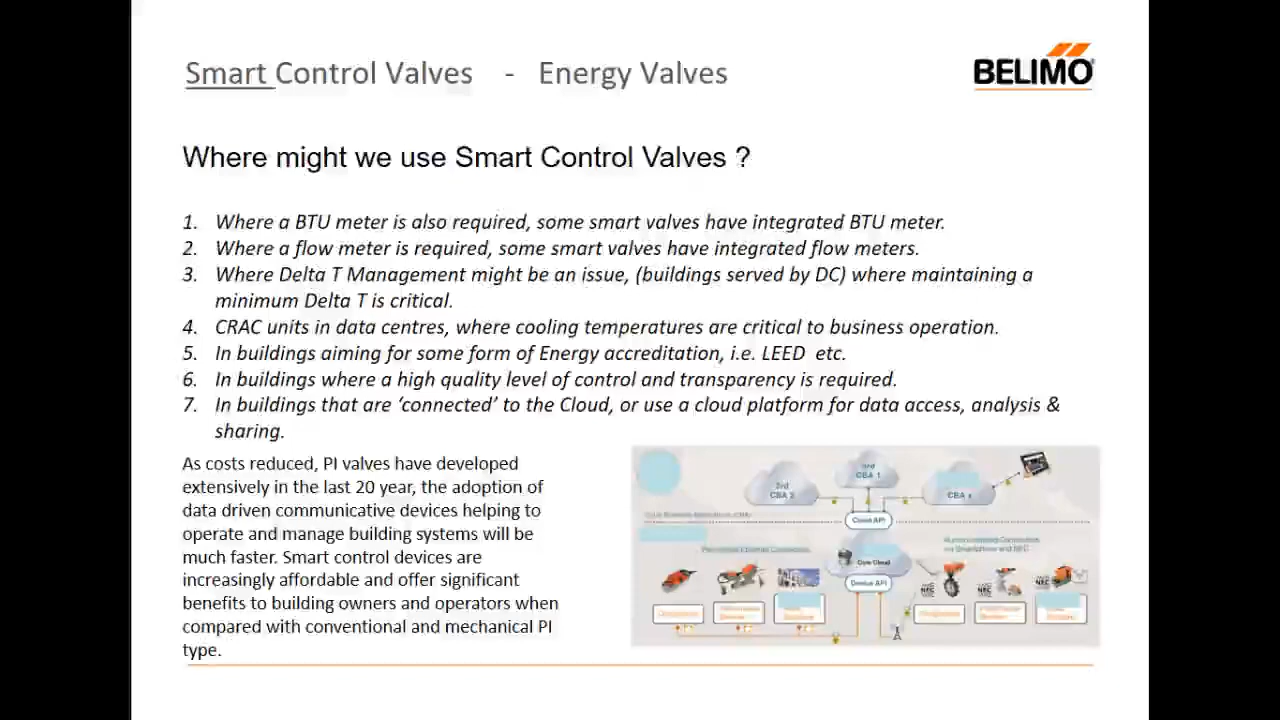 Smart Control Valves - Energy Valves
BELIMO
Where might we use Smart Control Valves ?
1. Where a BTU meter is also required, some smart valves have integrated BTU meter.
2. Where a flow meter is required, some smart valves have integrated flow meters.
3. Where Delta T Management might be an issue, (buildings served by DC) where maintaining a
minimum Delta T is critical.
4. CRAC units in data centres, where cooling temperatures are critical to business operation.
5. In buildings aiming for some form of Energy accreditation, i.e. LEED etc.
6. In buildings where a high quality level of control and transparency is required.
7. In buildings that are ‘connected’ to the Cloud, or use a cloud platform for data access, analysis &
sharing.
As costs reduced, PI valves have developed
extensively in the last 20 year, the adoption of
data driven communicative devices helping to
operate and manage building systems will be
much faster. Smart control devices are
increasingly affordable and offer significant
benefits to building owners and operators when
compared with conventional and mechanical PI
type.
3rd
CBA 2
3rd
CBA 1
CBA x
Cloud API
Core Cloud
Device API